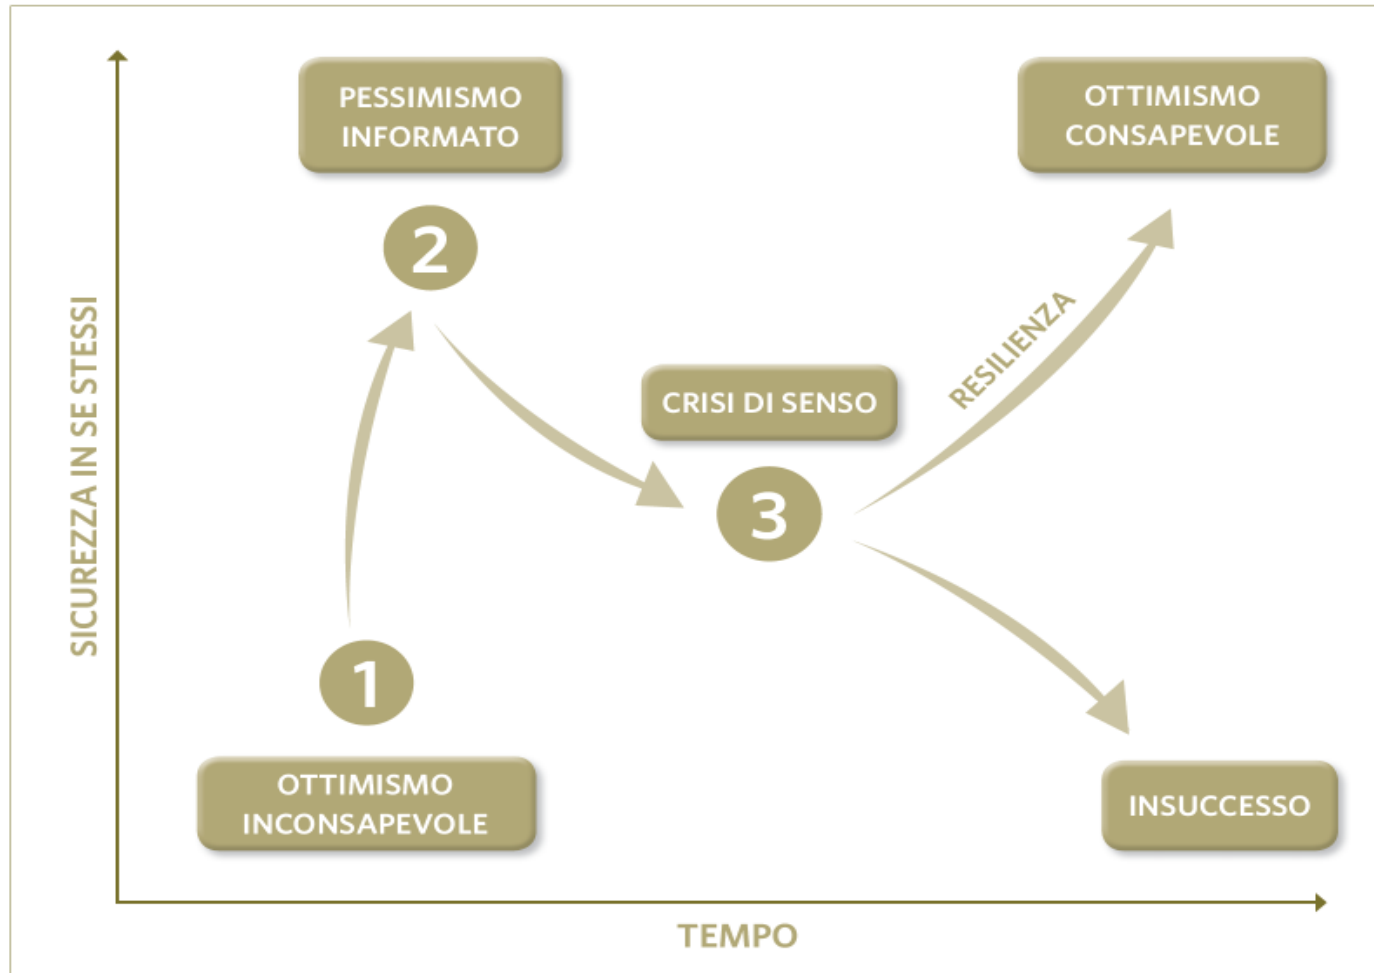 PESSIMISMO
INFORMATO
OTTIMISMO
CONSAPEVOLE
2
SICUREZZA IN SE STESSI
RESILIENZA
CRISI DI SENSO
3
1
OTTIMISMO
INCONSAPEVOLE
INSUCCESSO
TEMPO